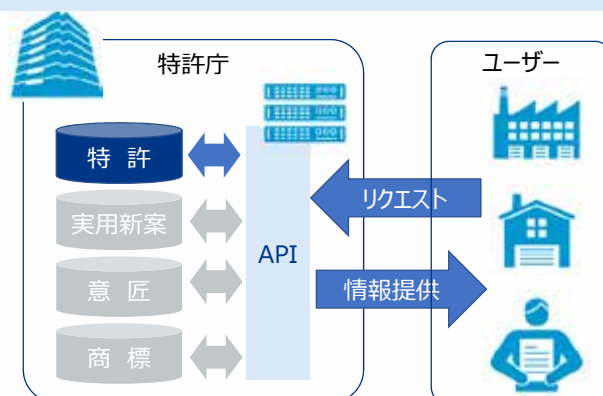 特許庁
ユーザー
特 許
実用新案
意 匠
商 標
API
リクエスト
情報提供